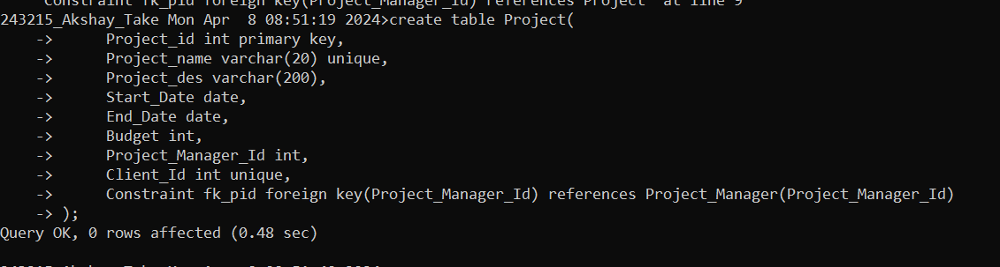 Constraint fk_pid foreign key(Project_Manager_Id) references Project' at line 9
243215_Akshay_Take Mon Apr  8 08:51:19 2024>create table Project(
    ->      Project_id int primary key,
    ->      Project_name varchar(20) unique,
    ->      Project_des varchar(200),
    ->      Start_Date date,
    ->      End_Date date,
    ->      Budget int,
    ->      Project_Manager_Id int,
    ->      Client_Id int unique,
    ->      Constraint fk_pid foreign key(Project_Manager_Id) references Project_Manager(Project_Manager_Id)
    -> );
Query OK, 0 rows affected (0.48 sec)